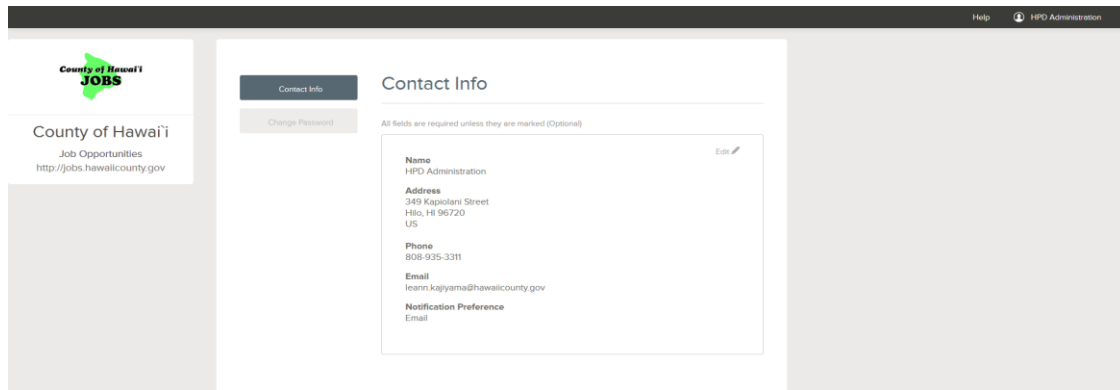 Help HPD Administration
County of Hawai'i
JOBS
County of Hawai`i
Job Opportunities
http://jobs.hawaiicounty.gov
Contact Info
Change Password
Contact Info
All fields are required unless they are marked (Optional)
Edit
Name
HPD Administration
Address
349 Kapiolani Street
Hilo, HI 96720
US
Phone
808-935-3311
Email
leann.kajiyama@hawaiicounty.gov
Notification Preference
Email